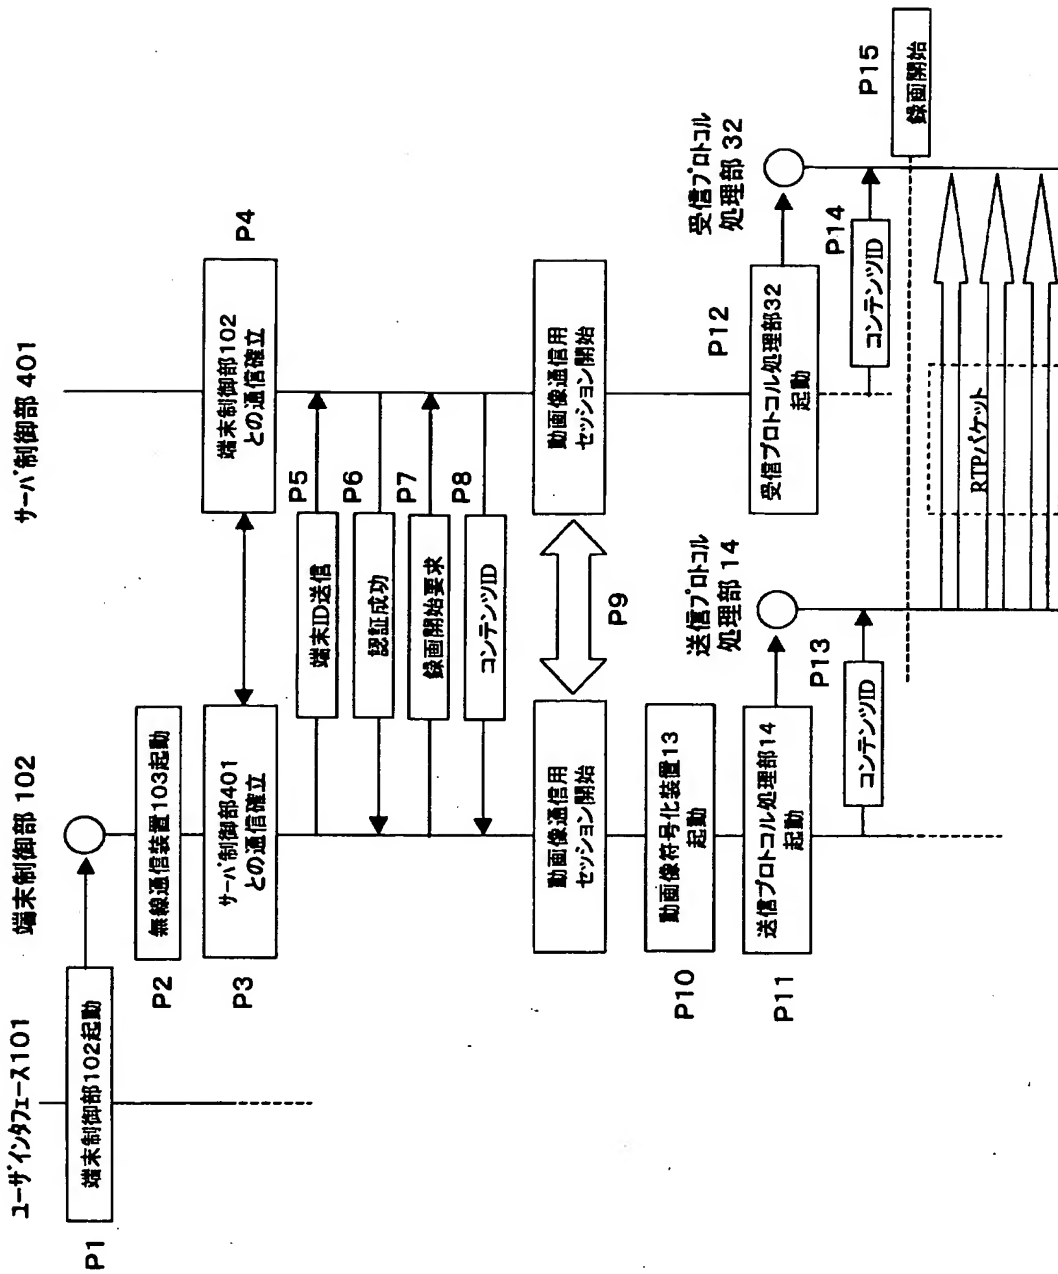 ユーザインタフェース101
端末制御部 102
サーバ制御部 401
P1
端末制御部102起動
P2
無線通信装置103起動
P3
サーバ制御部401
との通信確立
P4
端末制御部102
との通信確立
P5
端末ID送信
P6
認証成功
P7
録画開始要求
P8
コンテンツID
動画像通信用
セッション開始
P9
動画像通信用
セッション開始
P10
動画像符号化装置13
起動
P11
送信プロトコル処理部14
起動
送信プロトコル
処理部 14
P12
受信プロトコル処理部32
起動
受信プロトコル
処理部 32
P13
コンテンツID
P14
コンテンツID
P15
録画開始
RTPパケット